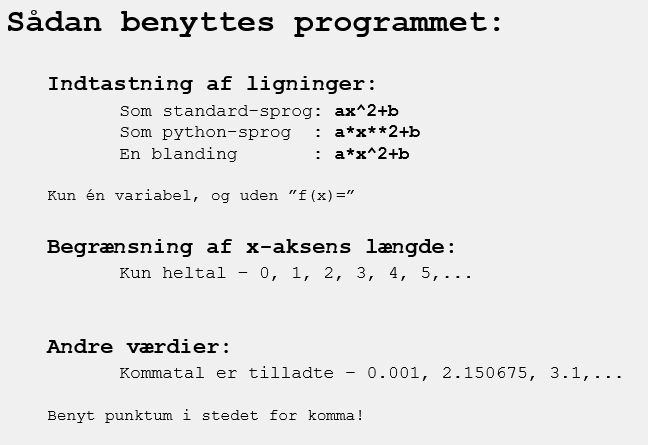 Sådan benyttes programmet:
Indtastning af ligninger:
Som standard-sprog: ax^2+b
Som python-sprog : a*x**2+b
En blanding : a*x^2+b
Kun én variabel, og uden ”f(x)=”
Begrænsning af x-aksens længde:
Kun heltal – 0, 1, 2, 3, 4, 5,...
Andre værdier:
Kommatal er tilladte – 0.001, 2.150675, 3.1,...
Benyt punktum i stedet for komma!